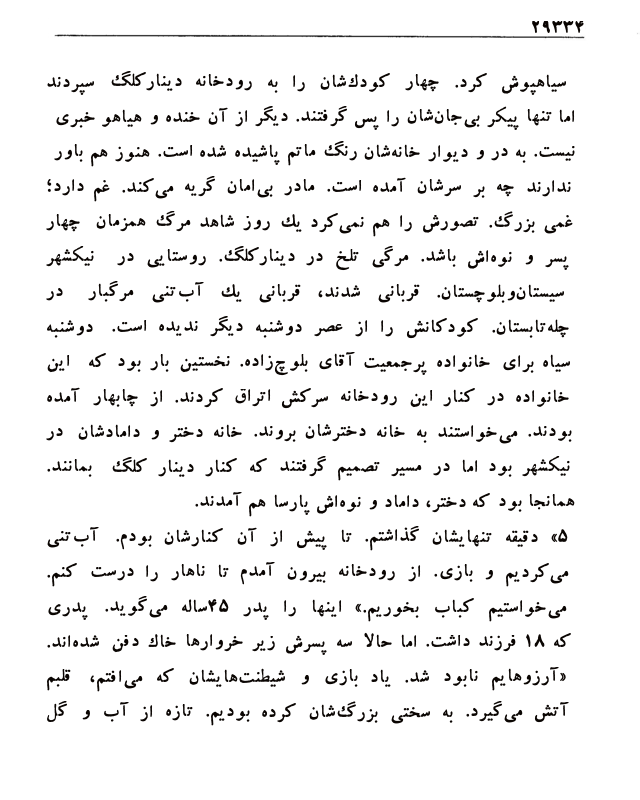 ۲۹۳۳۴
سیاهپوش کرد. چهار کودك‌شان را به رودخانه دینارکلگ سپردند
اما تنها پیکر بی‌جان‌شان را پس گرفتند. دیگر از آن خنده و هیاهو خبری
نیست. به در و دیوار خانه‌شان رنگ ماتم پاشیده شده است. هنوز هم باور
ندارند چه بر سرشان آمده است. مادر بی‌امان گریه می‌کند. غم دارد؛
غمی بزرگ. تصورش را هم نمی‌کرد یك روز شاهد مرگ همزمان چهار
پسر و نوه‌اش باشد. مرگی تلخ در دینارکلگ. روستایی در نیکشهر
سیستان‌وبلوچستان. قربانی شدند، قربانی یك آب‌تنی مرگبار در
چله‌تابستان. کودکانش را از عصر دوشنبه دیگر ندیده است. دوشنبه
سیاه برای خانواده پرجمعیت آقای بلوچ‌زاده. نخستین بار بود که این
خانواده در کنار این رودخانه سرکش اتراق کردند. از چابهار آمده
بودند. می‌خواستند به خانه دخترشان بروند. خانه دختر و دامادشان در
نیکشهر بود اما در مسیر تصمیم گرفتند که کنار دینار کلگ بمانند.
همانجا بود که دختر، داماد و نوه‌اش پارسا هم آمدند.
۵» دقیقه تنهایشان گذاشتم. تا پیش از آن کنارشان بودم. آب‌تنی
می‌کردیم و بازی. از رودخانه بیرون آمدم تا ناهار را درست کنم.
می‌خواستیم کباب بخوریم.» اینها را پدر ۴۵ساله می‌گوید. پدری
که ۱۸ فرزند داشت. اما حالا سه پسرش زیر خروارها خاك دفن شده‌اند.
«آرزوهایم نابود شد. یاد بازی و شیطنت‌هایشان که می‌افتم، قلبم
آتش می‌گیرد. به سختی بزرگ‌شان کرده بودیم. تازه از آب و گل